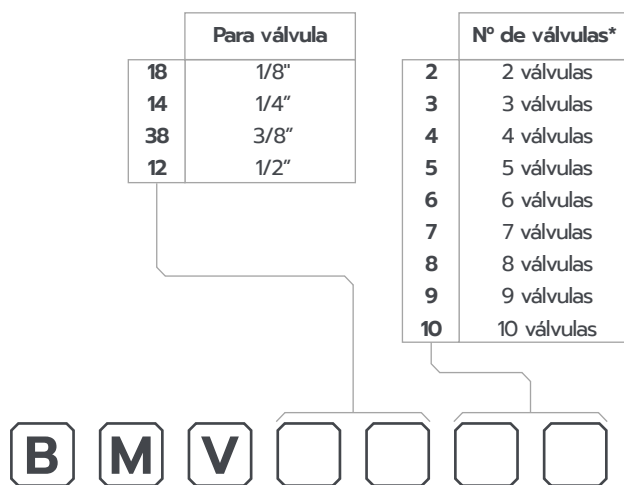 Para válvula
18 1/8"
14 1/4”
38 3/8”
12 1/2”
Nº de válvulas*
2 2 válvulas
3 3 válvulas
4 4 válvulas
5 5 válvulas
6 6 válvulas
7 7 válvulas
8 8 válvulas
9 9 válvulas
10 10 válvulas
B M V